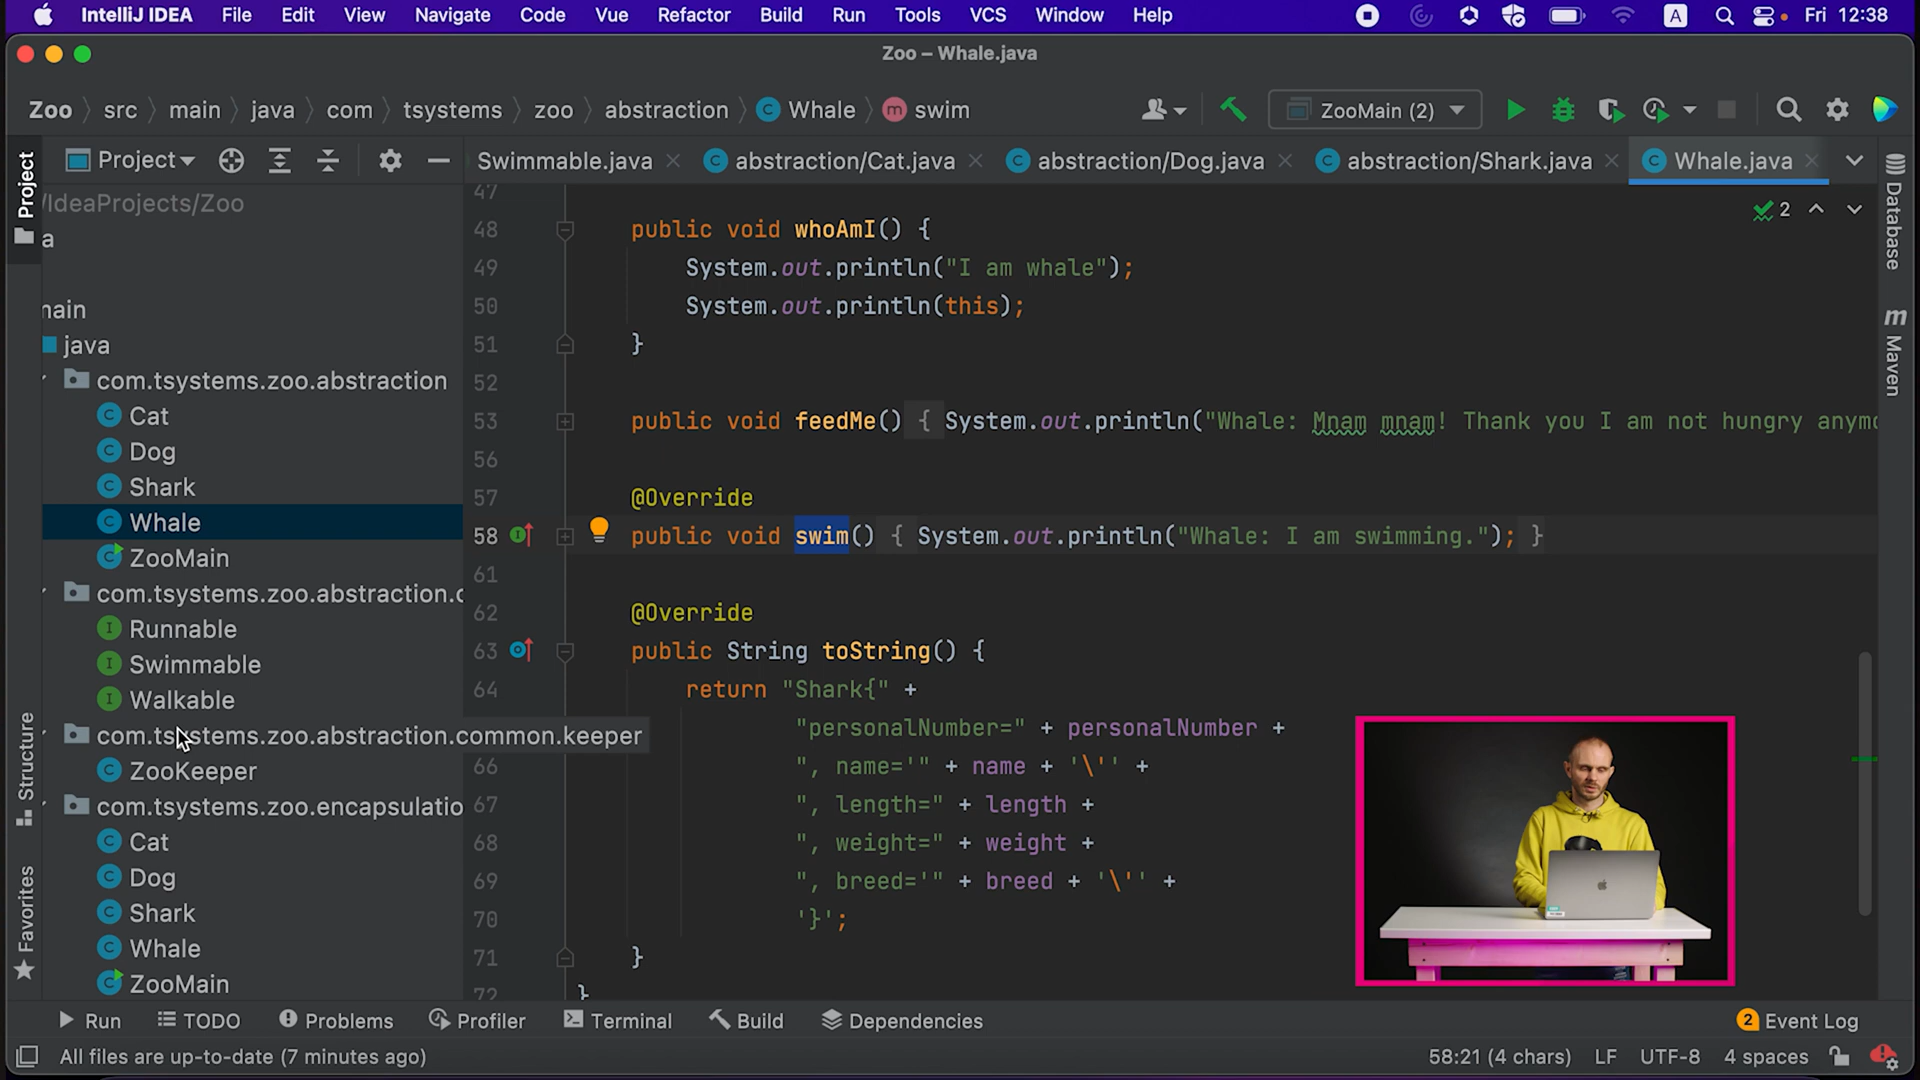 IntelliJ IDEA File Edit View Navigate Code Vue Refactor Build Run Tools VCS Window Help A Fri 12:38
Zoo – Whale.java
Zoo src main java com tsystems zoo abstraction C Whale m swim ZooMain (2)
Project Swimmable.java C abstraction/Cat.java C abstraction/Dog.java C abstraction/Shark.java C Whale.java
Project
Structure
Favorites
/IdeaProjects/Zoo
a
main
java
com.tsystems.zoo.abstraction
C Cat
C Dog
C Shark
C Whale
C ZooMain
com.tsystems.zoo.abstraction.c
I Runnable
I Swimmable
I Walkable
com.tsystems.zoo.abstraction.common.keeper
C ZooKeeper
com.tsystems.zoo.encapsulatio
C Cat
C Dog
C Shark
C Whale
C ZooMain
2
47
48 public void whoAmI() {
49 System.out.println("I am whale");
50 System.out.println(this);
51 }
52
53 public void feedMe() { System.out.println("Whale: Mnam mnam! Thank you I am not hungry anymo
56
57 @Override
58 public void swim() { System.out.println("Whale: I am swimming."); }
61
62 @Override
63 public String toString() {
64 return "Shark{" +
"personalNumber=" + personalNumber +
66 ", name='" + name + '\'' +
67 ", length=" + length +
68 ", weight=" + weight +
69 ", breed='" + breed + '\'' +
70 '}';
71 }
72 }
Database
m Maven
Run TODO Problems Profiler Terminal Build Dependencies 2 Event Log
All files are up-to-date (7 minutes ago) 58:21 (4 chars) LF UTF-8 4 spaces